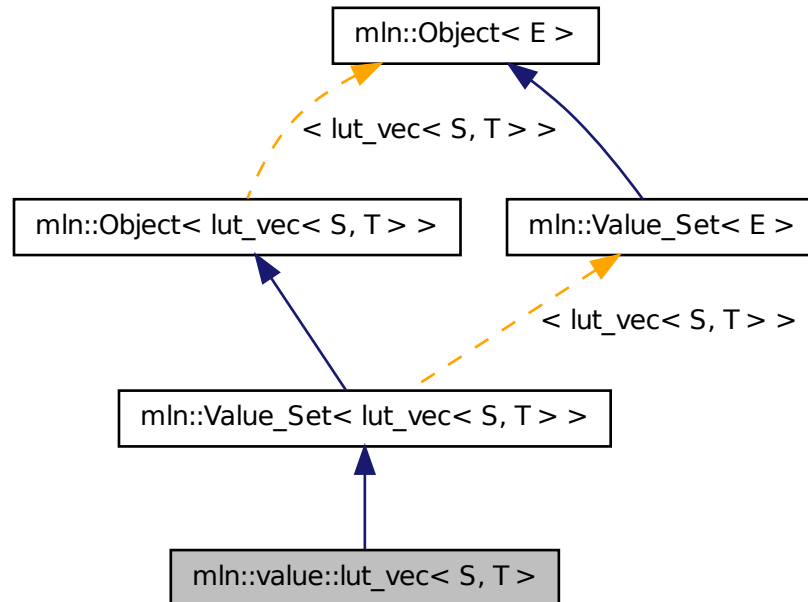 mln::Object< E >
< lut_vec< S, T > >
mln::Object< lut_vec< S, T > >
mln::Value_Set< E >
< lut_vec< S, T > >
mln::Value_Set< lut_vec< S, T > >
mln::value::lut_vec< S, T >